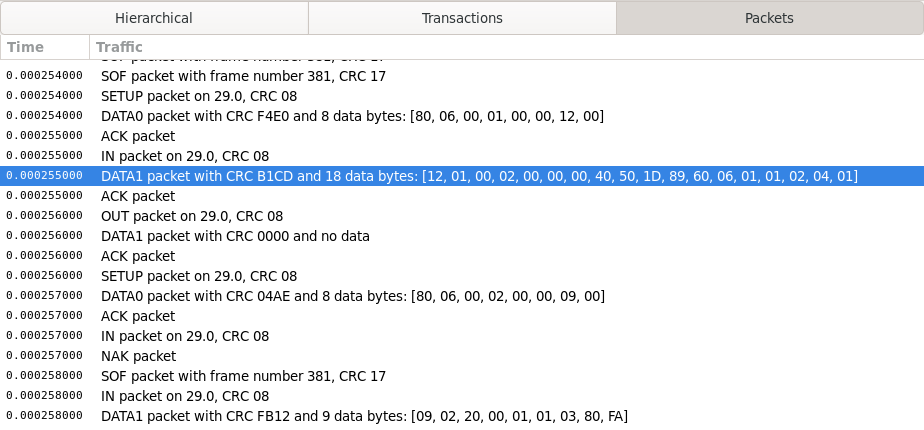 Hierarchical Transactions Packets
Time Traffic
0.000254000 SOF packet with frame number 381, CRC 17
0.000254000 SETUP packet on 29.0, CRC 08
0.000254000 DATA0 packet with CRC F4E0 and 8 data bytes: [80, 06, 00, 01, 00, 00, 12, 00]
0.000255000 ACK packet
0.000255000 IN packet on 29.0, CRC 08
0.000255000 DATA1 packet with CRC B1CD and 18 data bytes: [12, 01, 00, 02, 00, 00, 00, 40, 50, 1D, 89, 60, 06, 01, 01, 02, 04, 01]
0.000255000 ACK packet
0.000256000 OUT packet on 29.0, CRC 08
0.000256000 DATA1 packet with CRC 0000 and no data
0.000256000 ACK packet
0.000256000 SETUP packet on 29.0, CRC 08
0.000257000 DATA0 packet with CRC 04AE and 8 data bytes: [80, 06, 00, 02, 00, 00, 09, 00]
0.000257000 ACK packet
0.000257000 IN packet on 29.0, CRC 08
0.000257000 NAK packet
0.000258000 SOF packet with frame number 381, CRC 17
0.000258000 IN packet on 29.0, CRC 08
0.000258000 DATA1 packet with CRC FB12 and 9 data bytes: [09, 02, 20, 00, 01, 01, 03, 80, FA]